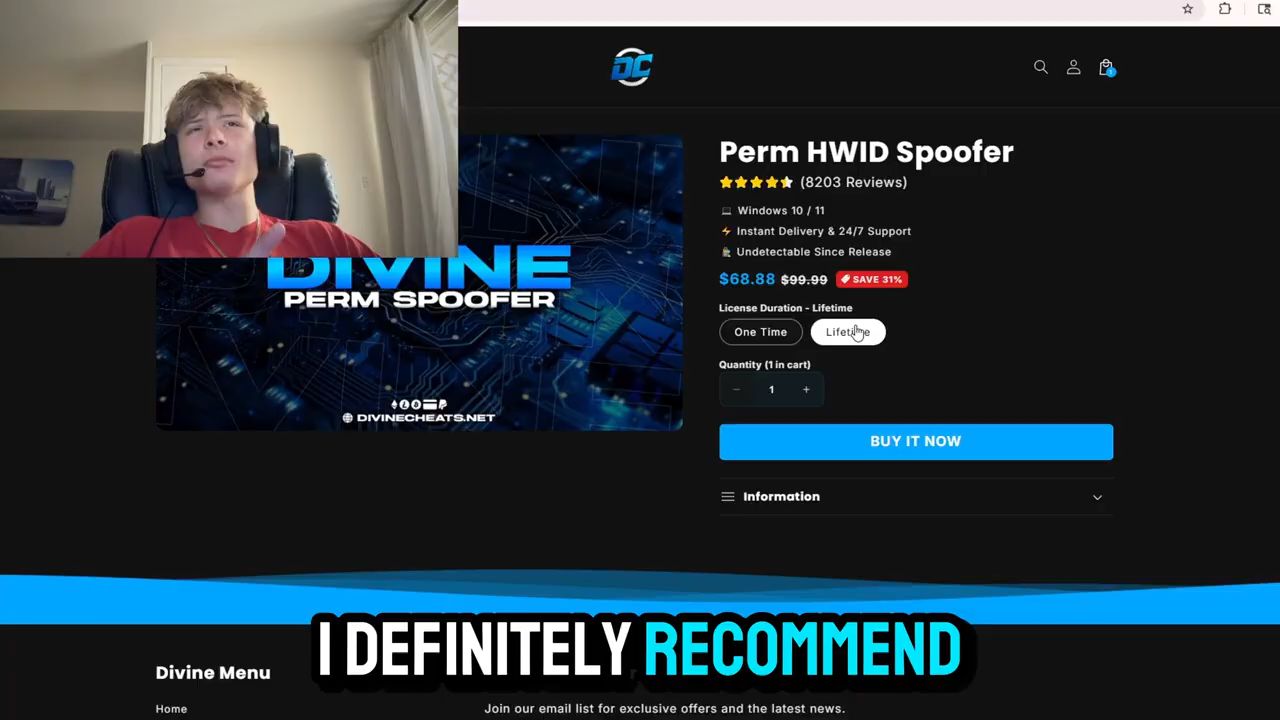 DC
1
Perm HWID Spoofer
(8203 Reviews)
Windows 10 / 11
Instant Delivery & 24/7 Support
Undetectable Since Release
$68.88 $99.99 SAVE 31%
License Duration - Lifetime
One Time Lifetime
Quantity (1 in cart)
− 1 +
BUY IT NOW
Information
DIVINE
PERM SPOOFER
DIVINECHEATS.NET
I DEFINITELY RECOMMEND
Divine Menu
Home
Join our email list for exclusive offers and the latest news.